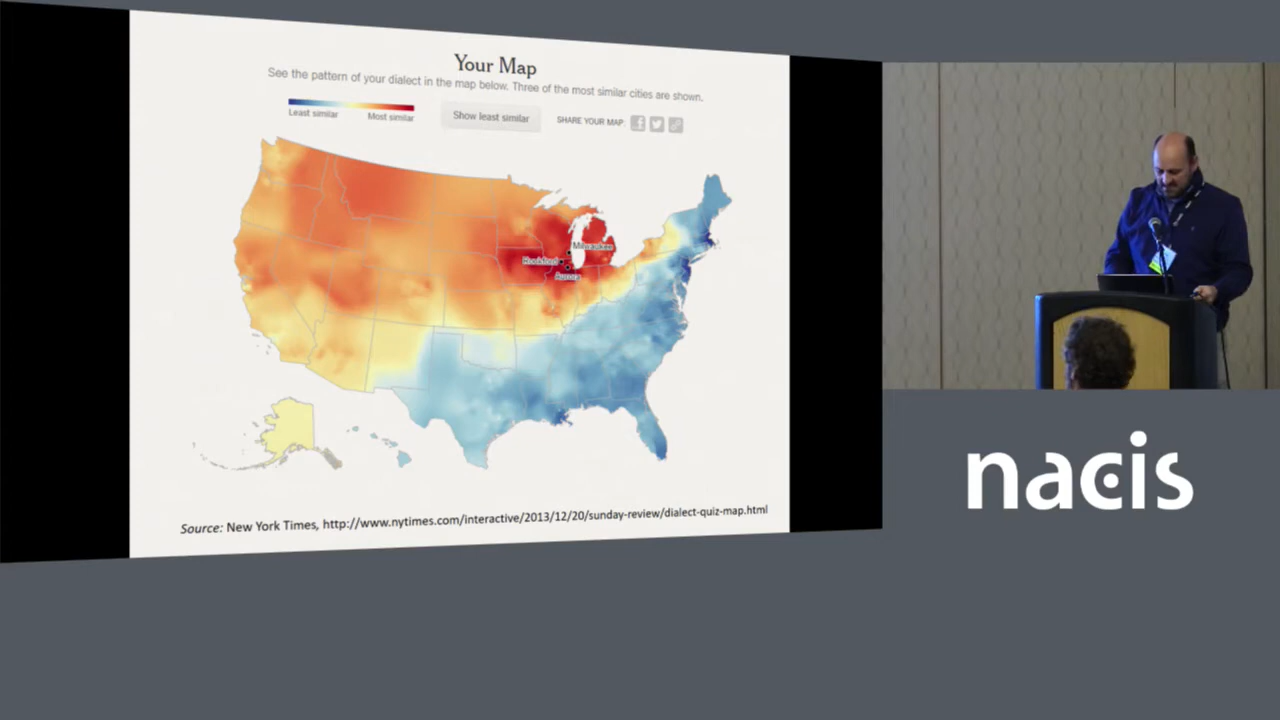 Your Map
See the pattern of your dialect in the map below. Three of the most similar cities are shown.
Least similar
Most similar
Show least similar
SHARE YOUR MAP:
Milwaukee
Rockford
Aurora
Source: New York Times, http://www.nytimes.com/interactive/2013/12/20/sunday-review/dialect-quiz-map.html
nacis